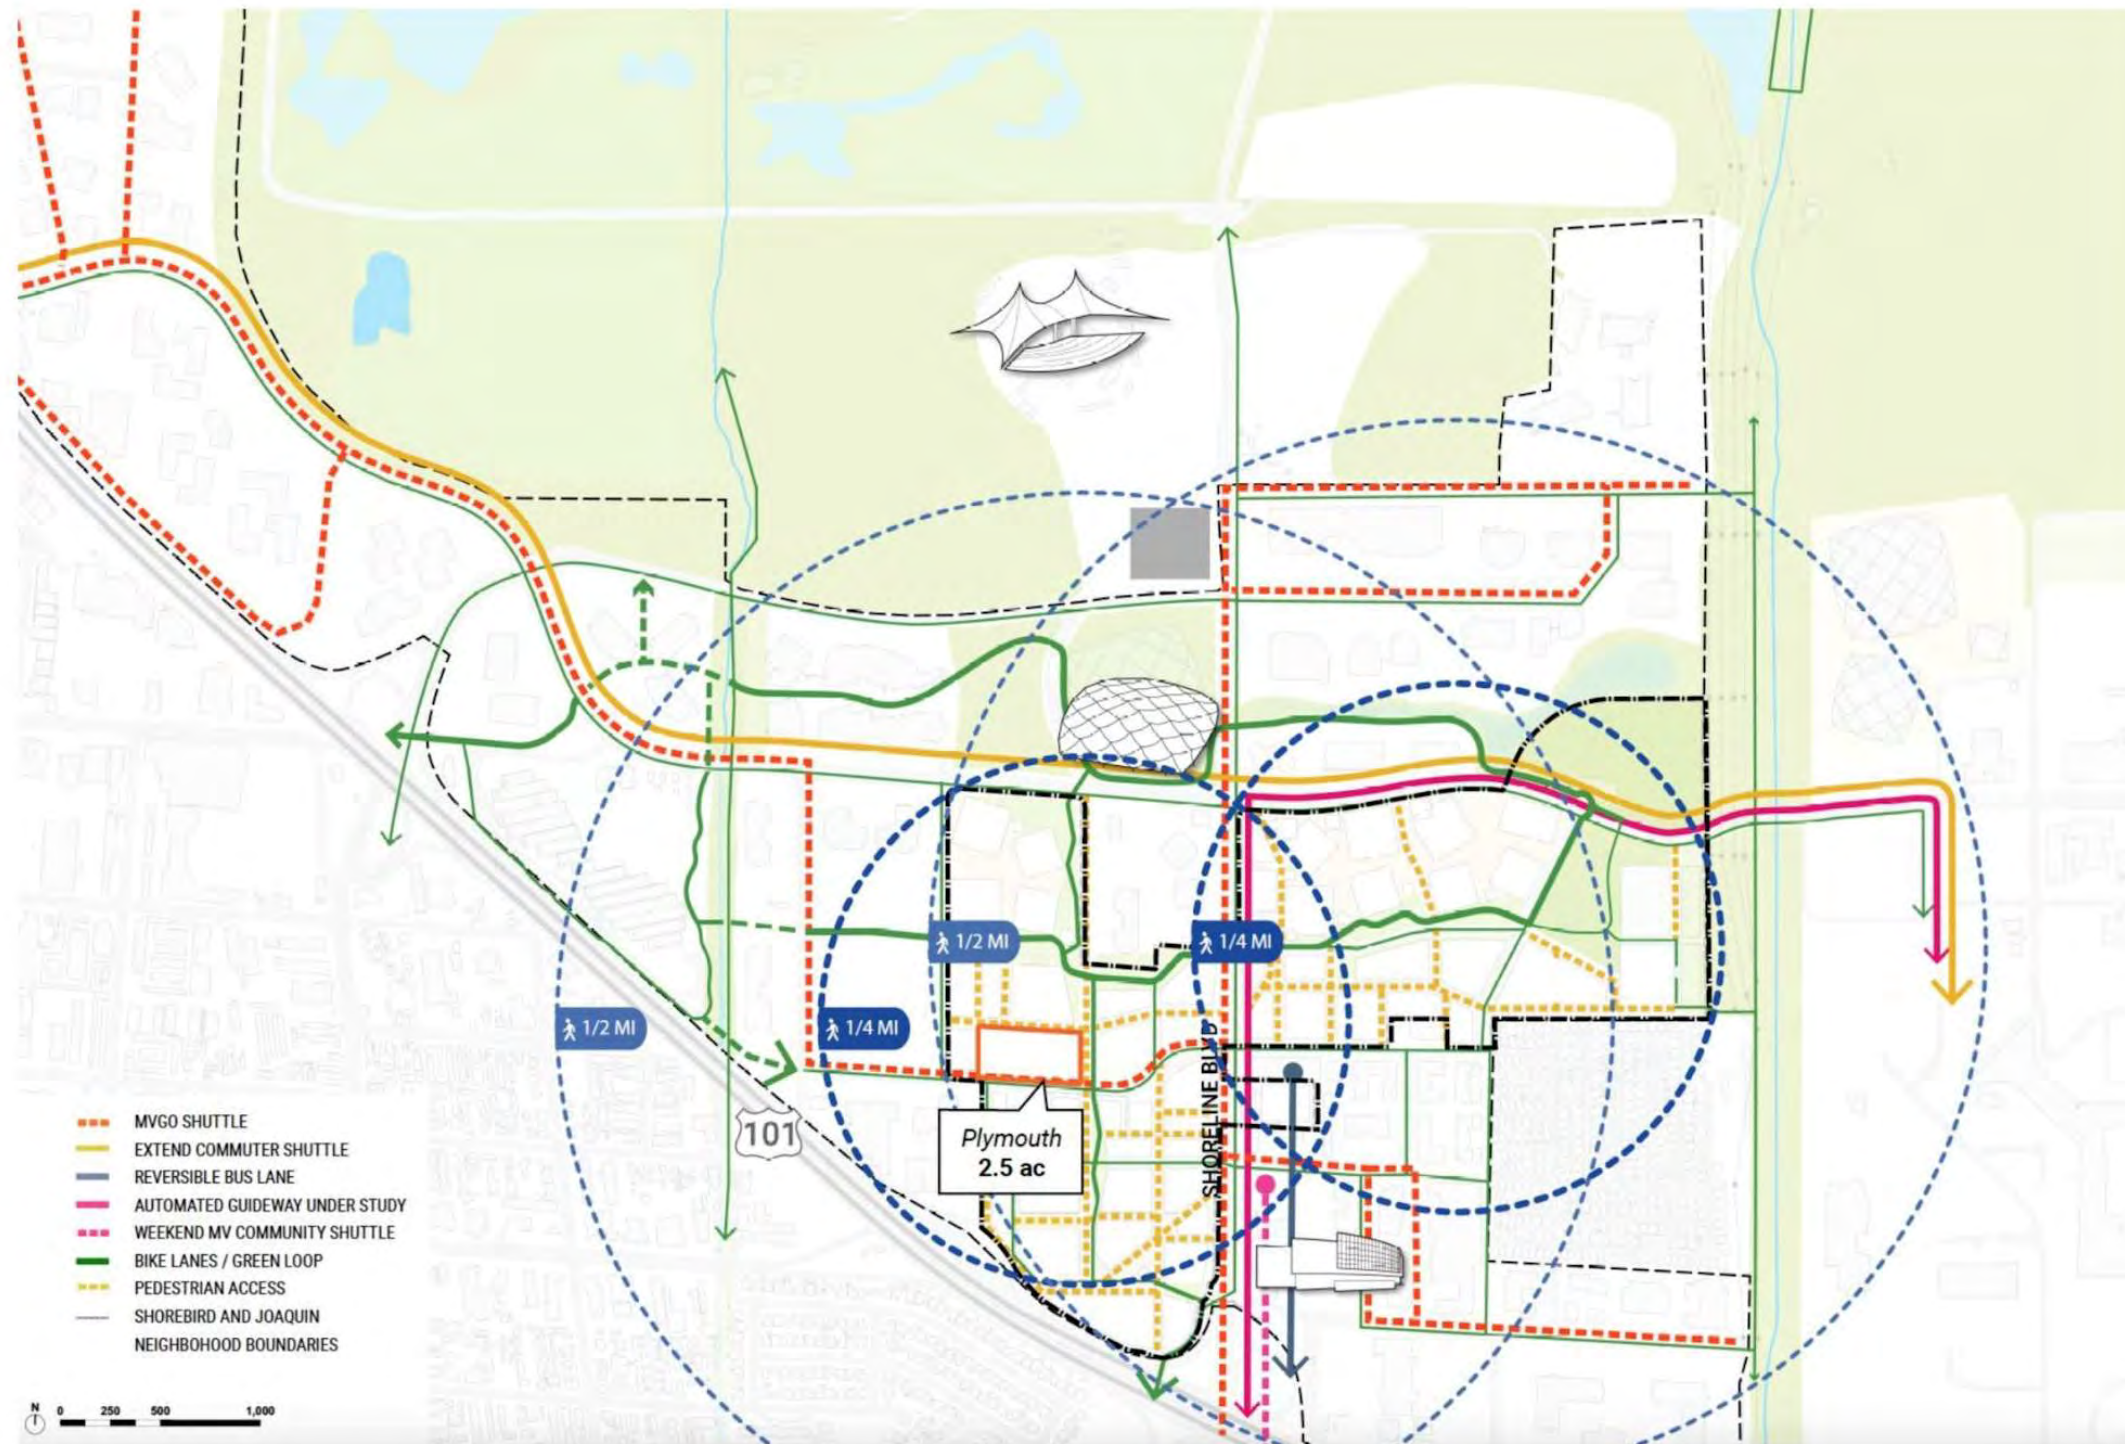 1/2 MI
1/4 MI
1/2 MI
1/4 MI
SHORELINE BLVD
101
Plymouth
2.5 ac
MVGO SHUTTLE
EXTEND COMMUTER SHUTTLE
REVERSIBLE BUS LANE
AUTOMATED GUIDEWAY UNDER STUDY
WEEKEND MV COMMUNITY SHUTTLE
BIKE LANES / GREEN LOOP
PEDESTRIAN ACCESS
SHOREBIRD AND JOAQUIN
NEIGHBOHOOD BOUNDARIES
N
0 250 500 1,000